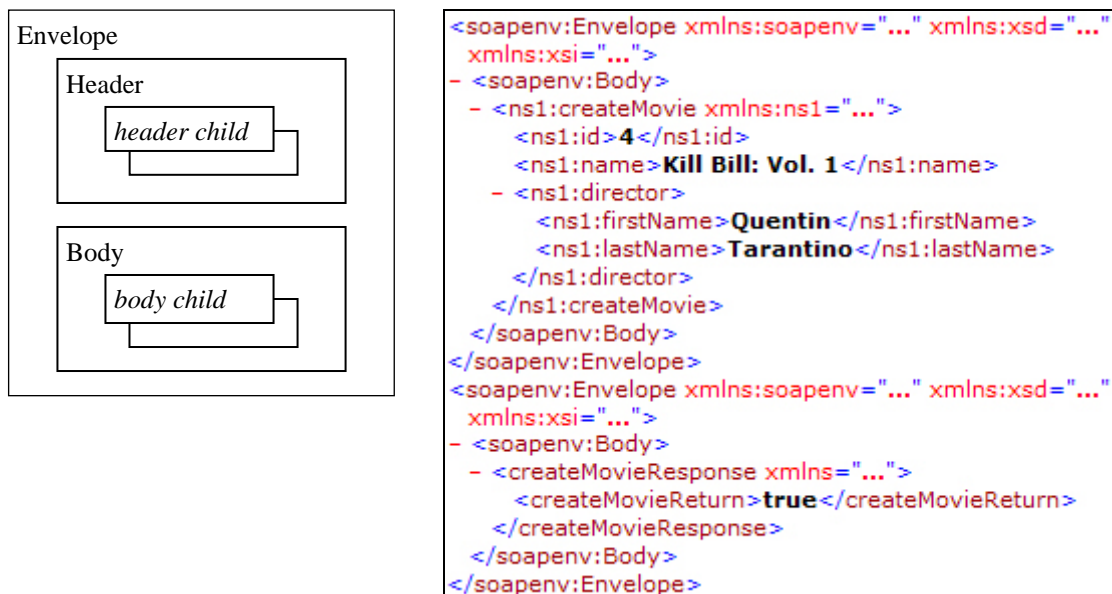 Envelope
Header
header child
Body
body child
<soapenv:Envelope xmlns:soapenv="..." xmlns:xsd="..."
xmlns:xsi="...">
- <soapenv:Body>
- <ns1:createMovie xmlns:ns1="...">
<ns1:id>4</ns1:id>
<ns1:name>Kill Bill: Vol. 1</ns1:name>
- <ns1:director>
<ns1:firstName>Quentin</ns1:firstName>
<ns1:lastName>Tarantino</ns1:lastName>
</ns1:director>
</ns1:createMovie>
</soapenv:Body>
</soapenv:Envelope>
<soapenv:Envelope xmlns:soapenv="..." xmlns:xsd="..."
xmlns:xsi="...">
- <soapenv:Body>
- <createMovieResponse xmlns="...">
<createMovieReturn>true</createMovieReturn>
</createMovieResponse>
</soapenv:Body>
</soapenv:Envelope>